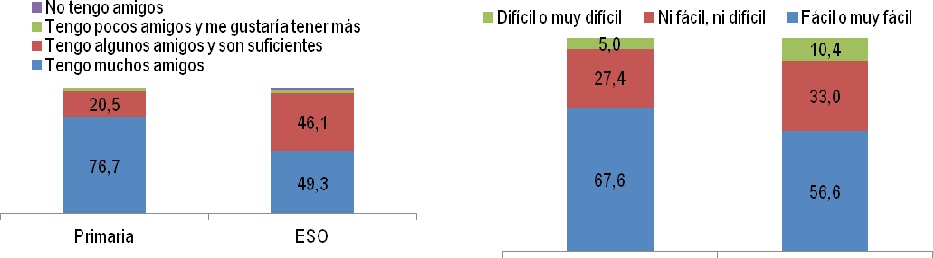 No tengo amigos
Tengo pocos amigos y me gustaría tener más
Tengo algunos amigos y son suficientes
Tengo muchos amigos
20,5
46,1
76,7
49,3
Primaria
ESO
Difícil o muy difícil
Ni fácil, ni difícil
Fácil o muy fácil
5,0
10,4
27,4
33,0
67,6
56,6